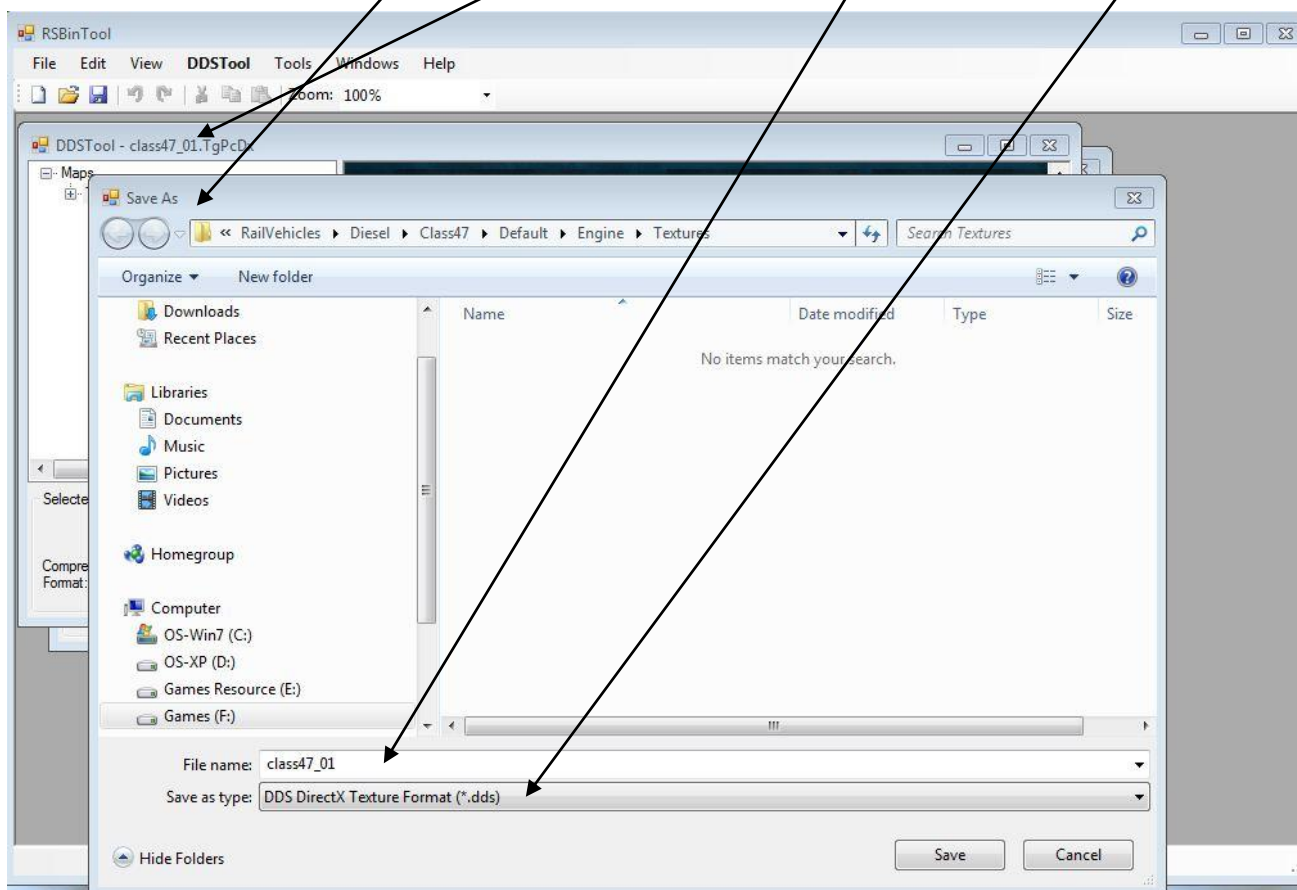 RSBinTool
File Edit View DDSTool Tools Windows Help
Zoom: 100%
DDSTool - class47_01.TgPcDx
Maps
Save As
« RailVehicles Diesel Class47 Default Engine Textures Search Textures
Organize New folder
Downloads
Recent Places
Libraries
Documents
Music
Pictures
Videos
Homegroup
Computer
OS-Win7 (C:)
OS-XP (D:)
Games Resource (E:)
Games (F:)
Name Date modified Type Size
No items match your search.
Selecte
Compre
Format:
File name: class47_01
Save as type: DDS DirectX Texture Format (*.dds)
Hide Folders Save Cancel